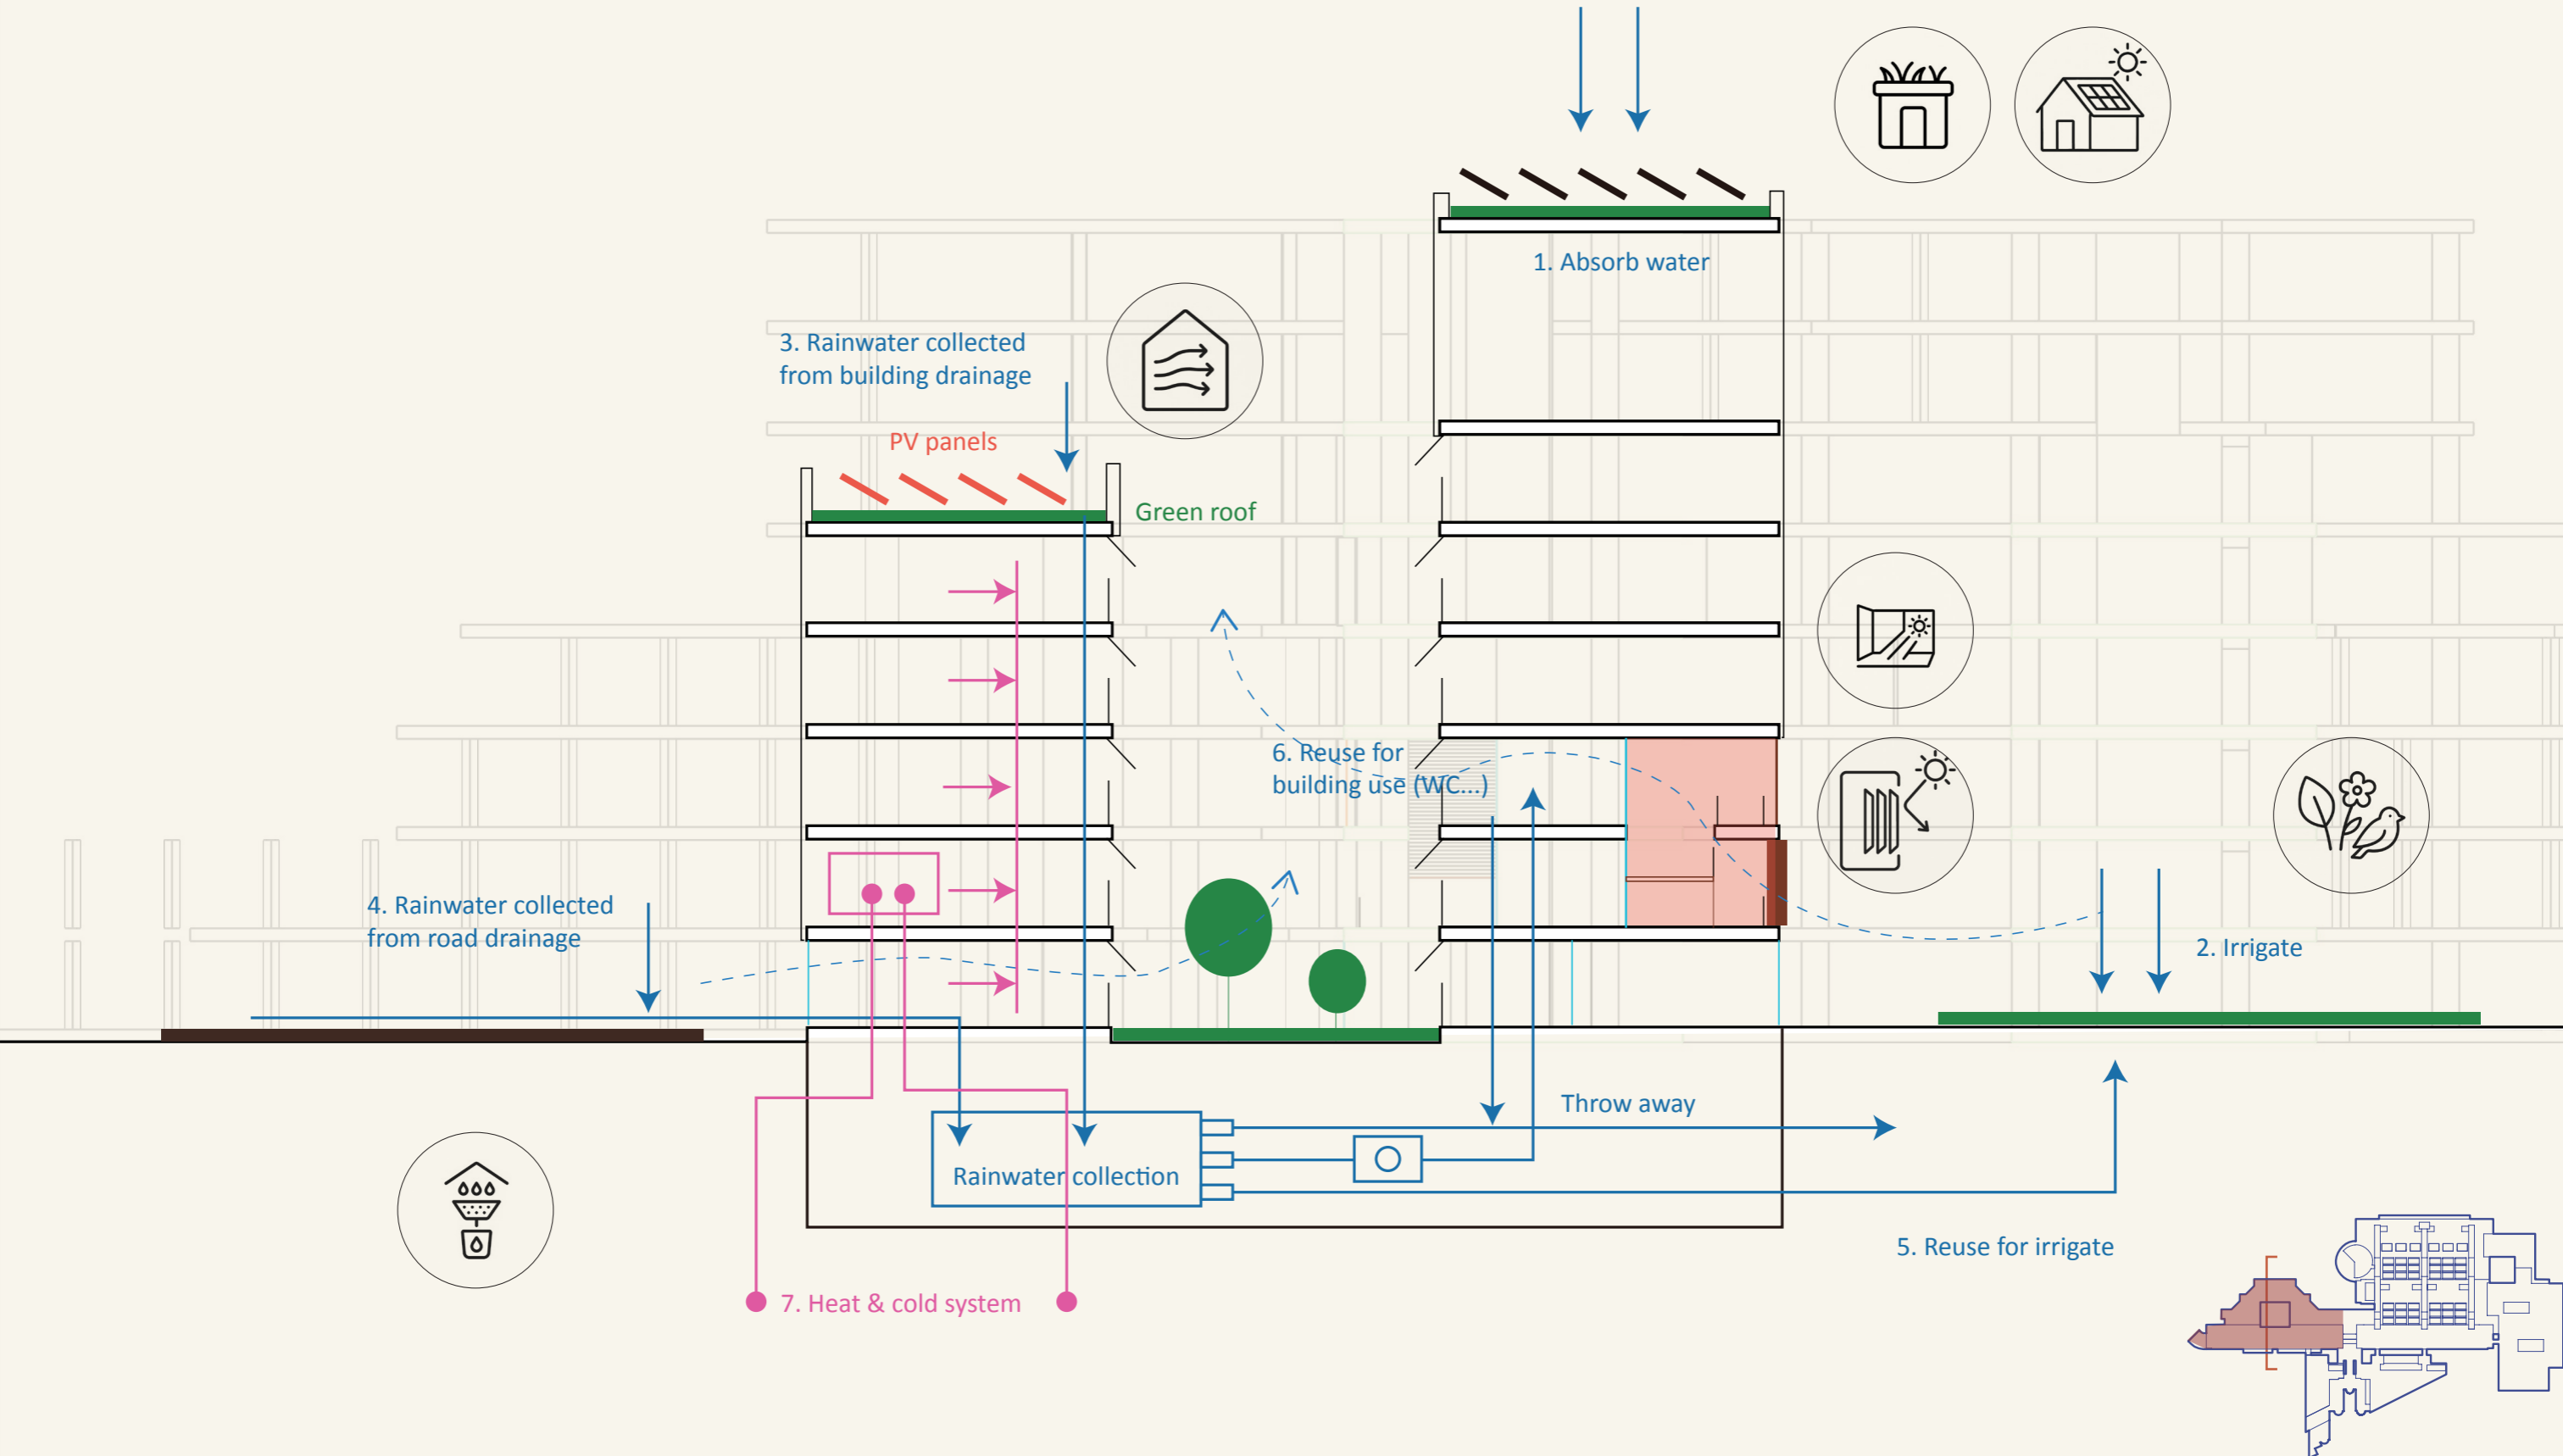 1. Absorb water
3. Rainwater collected
from building drainage
PV panels
Green roof
6. Reuse for
building use (WC...)
4. Rainwater collected
from road drainage
2. Irrigate
Throw away
Rainwater collection
5. Reuse for irrigate
7. Heat & cold system